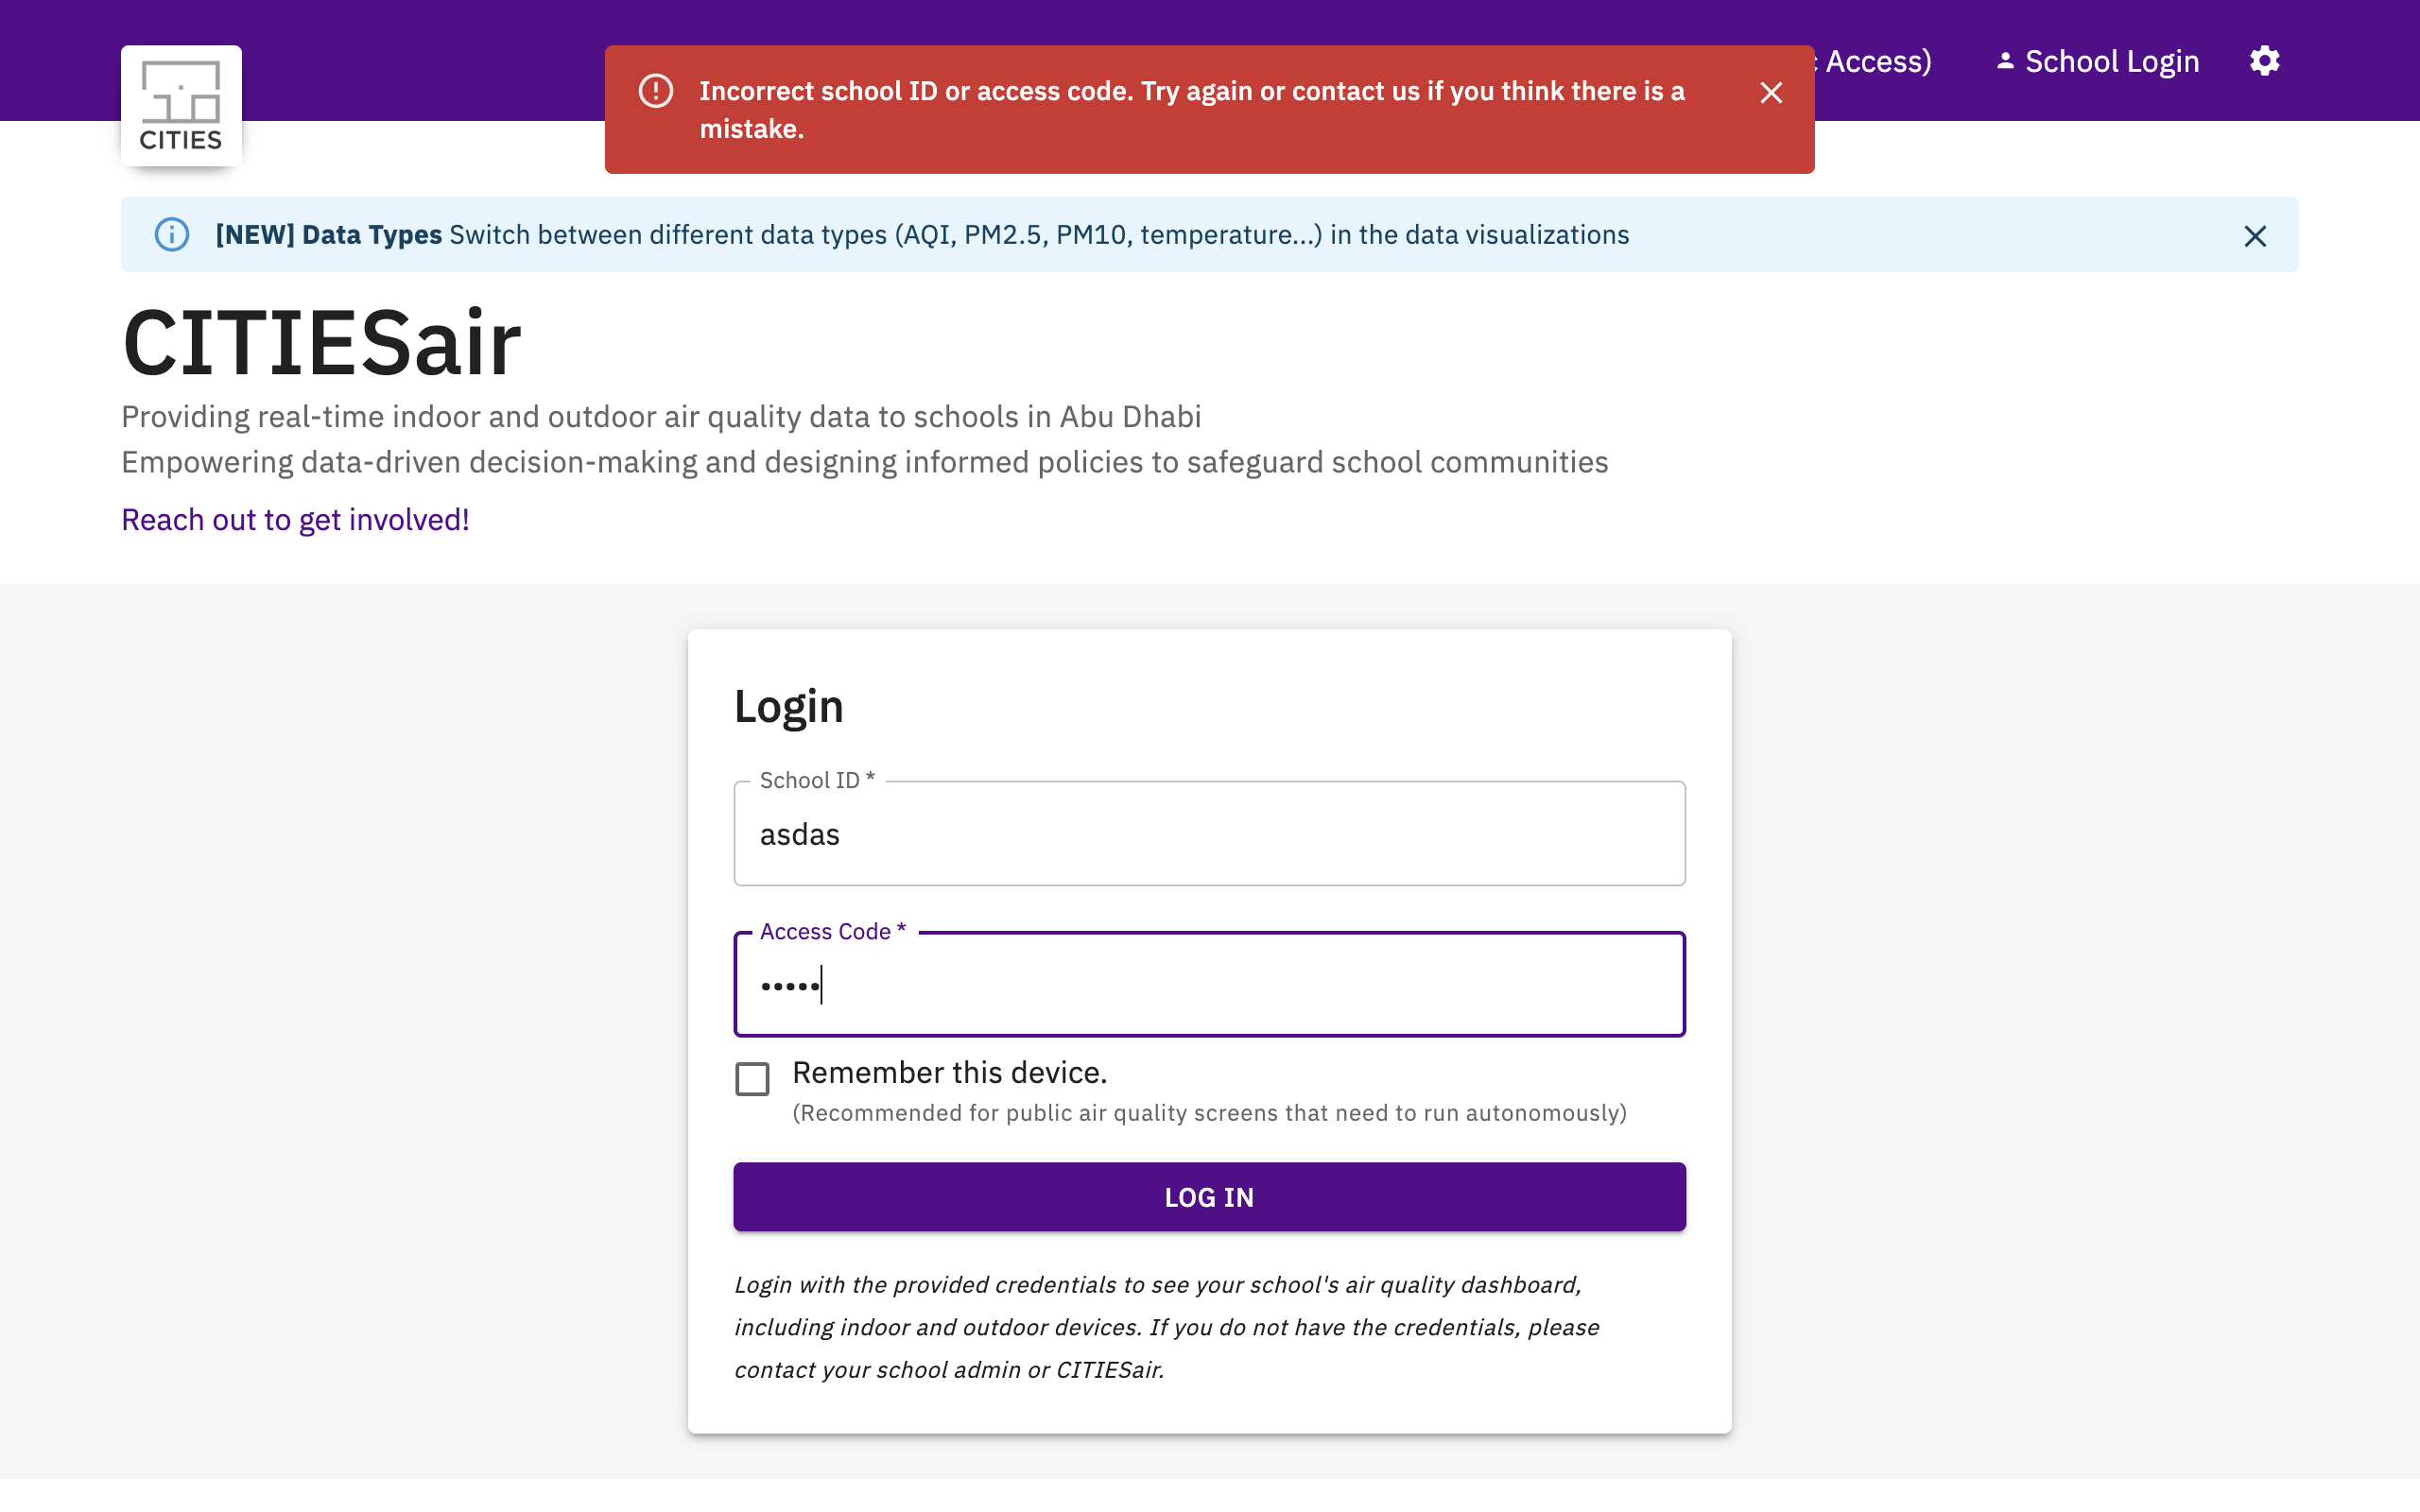 CITIES
Access)
School Login
Incorrect school ID or access code. Try again or contact us if you think there is a
mistake.
[NEW] Data Types Switch between different data types (AQI, PM2.5, PM10, temperature...) in the data visualizations
CITIESair
Providing real-time indoor and outdoor air quality data to schools in Abu Dhabi
Empowering data-driven decision-making and designing informed policies to safeguard school communities
Reach out to get involved!
Login
School ID *
asdas
Access Code *
•••••
Remember this device.
(Recommended for public air quality screens that need to run autonomously)
LOG IN
Login with the provided credentials to see your school's air quality dashboard,
including indoor and outdoor devices. If you do not have the credentials, please
contact your school admin or CITIESair.